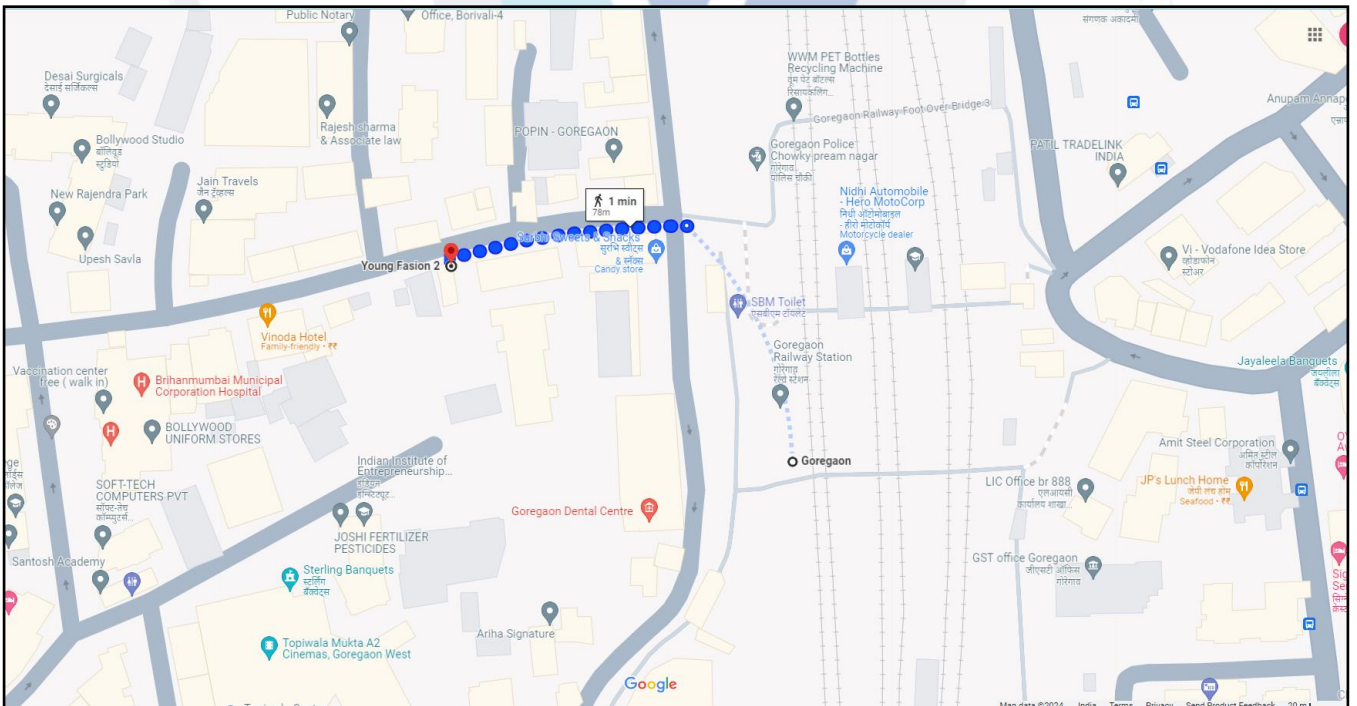 Public Notary
Office, Borivali-4
संगणक अकादमी
Desai Surgicals
देसाई सर्जिकल्स
WWM PET Bottles
Recycling Machine
Goregaon Railway Foot Over Bridge 3
Bollywood Studio
बॉलिवूड
स्टुडियो
Rajesh sharma
& Associate law
POPIN - GOREGAON
Goregaon Police
Chowky pream nagar
गोरेगाव
पोलिस चौकी
PATIL TRADELINK
INDIA
Anupam Annap
New Rajendra Park
Jain Travels
जैन ट्रॅव्हल्स
1 min
78m
Nidhi Automobile
- Hero MotoCorp
निधी ऑटोमोबाइल
- हीरो मोटोकॉर्प
Motorcycle dealer
Upesh Savla
Young Fasion 2
Surbhi Sweets & Snacks
सुरभि स्वीट्स
& स्नॅक्स
Candy store
Vi - Vodafone Idea Store
व्होडाफोन
स्टोअर
SBM Toilet
एसबीएम टॉयलेट
Vinoda Hotel
Family-friendly • ₹₹
Goregaon
Railway Station
गोरेगाव
रेल्वे स्टेशन
Jayaleela Banquets
जयलीला
बँक्वेट्स
Vaccination center
free ( walk in)
Brihanmumbai Municipal
Corporation Hospital
BOLLYWOOD
UNIFORM STORES
Amit Steel Corporation
अमित स्टील
कॉर्पोरेशन
Indian Institute of
Entrepreneurship...
इंडियन
इन्स्टिट्यूट...
Goregaon
SOFT-TECH
COMPUTERS PVT
सॉफ्ट-टेच
कॉम्पुटर्स...
LIC Office br 888
एलआयसी
कार्यालय शाखा...
JP's Lunch Home
जेपी लंच होम
Seafood • ₹₹
Goregaon Dental Centre
JOSHI FERTILIZER
PESTICIDES
Santosh Academy
Sterling Banquets
स्टर्लिंग
बँक्वेट्स
GST office Goregaon
जीएसटी ऑफिस
गोरेगाव
Ariha Signature
Topiwala Mukta A2
Cinemas, Goregaon West
Google
Map data ©2024 India Terms Privacy Send Product Feedback 20 m